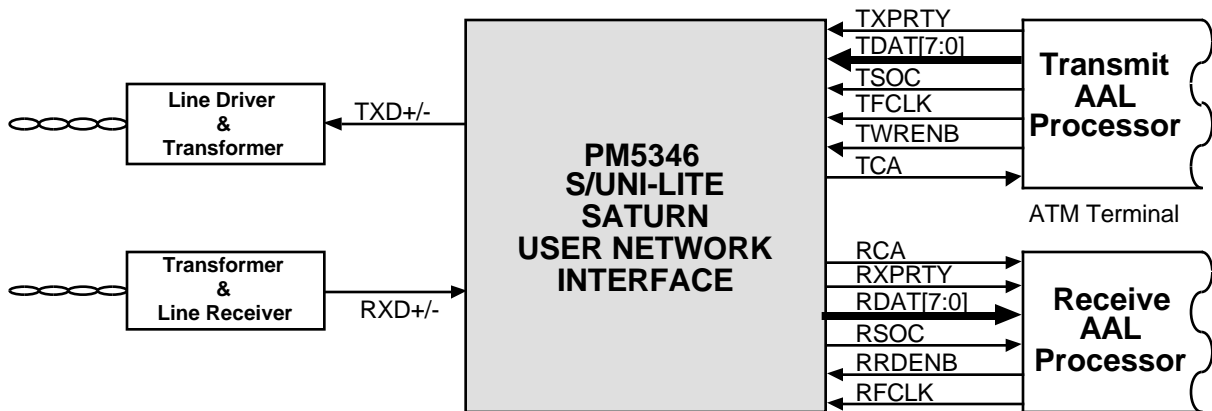 Line Driver
&
Transformer
TXD+/-
Transformer
&
Line Receiver
RXD+/-
PM5346
S/UNI-LITE
SATURN
USER NETWORK
INTERFACE
TXPRTY
TDAT[7:0]
TSOC
TFCLK
TWRENB
TCA
Transmit
AAL
Processor
ATM Terminal
RCA
RXPRTY
RDAT[7:0]
RSOC
RRDENB
RFCLK
Receive
AAL
Processor